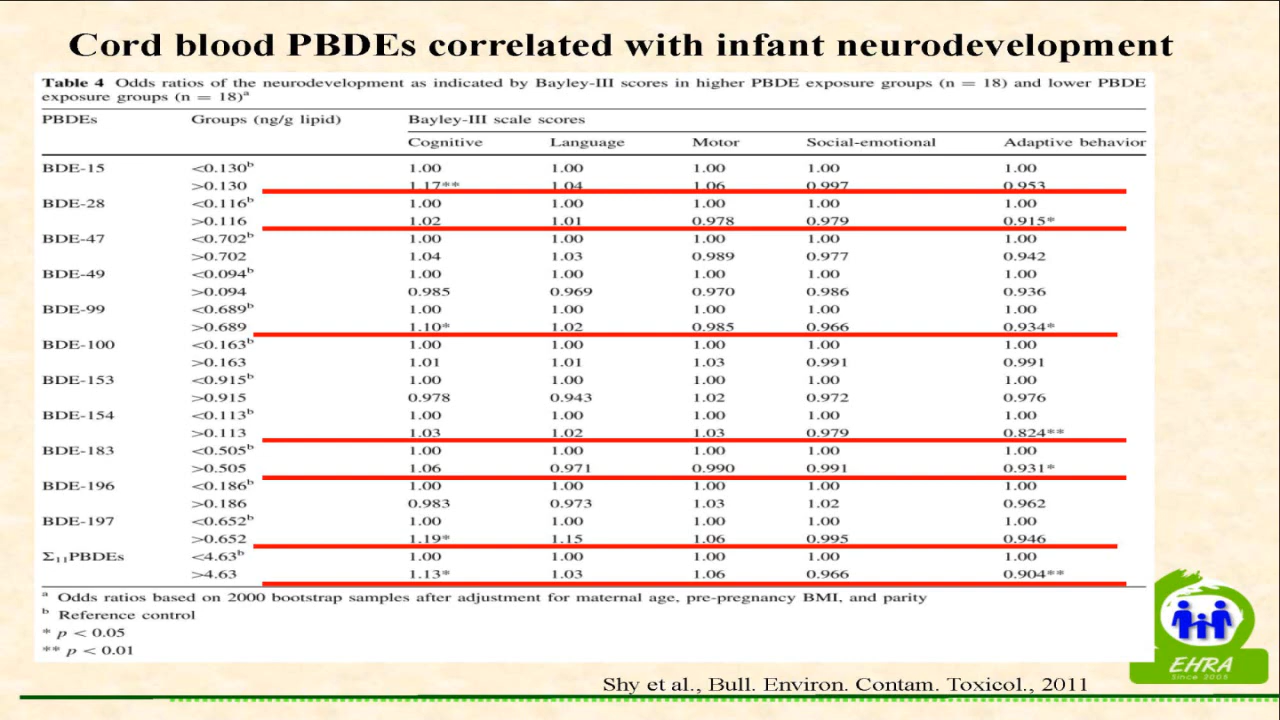 Cord blood PBDEs correlated with infant neurodevelopment
Table 4 Odds ratios of the neurodevelopment as indicated by Bayley-III scores in higher PBDE exposure groups (n = 18) and lower PBDE
exposure groups (n = 18)ᵃ
PBDEs Groups (ng/g lipid) Bayley-III scale scores
Cognitive Language Motor Social-emotional Adaptive behavior
BDE-15 <0.130ᵇ 1.00 1.00 1.00 1.00 1.00
>0.130 1.17** 1.04 1.06 0.997 0.953
BDE-28 <0.116ᵇ 1.00 1.00 1.00 1.00 1.00
>0.116 1.02 1.01 0.978 0.979 0.915*
BDE-47 <0.702ᵇ 1.00 1.00 1.00 1.00 1.00
>0.702 1.04 1.03 0.989 0.977 0.942
BDE-49 <0.094ᵇ 1.00 1.00 1.00 1.00 1.00
>0.094 0.985 0.969 0.970 0.986 0.936
BDE-99 <0.689ᵇ 1.00 1.00 1.00 1.00 1.00
>0.689 1.10* 1.02 0.985 0.966 0.934*
BDE-100 <0.163ᵇ 1.00 1.00 1.00 1.00 1.00
>0.163 1.01 1.01 1.03 0.991 0.991
BDE-153 <0.915ᵇ 1.00 1.00 1.00 1.00 1.00
>0.915 0.978 0.943 1.02 0.972 0.976
BDE-154 <0.113ᵇ 1.00 1.00 1.00 1.00 1.00
>0.113 1.03 1.02 1.03 0.979 0.824**
BDE-183 <0.505ᵇ 1.00 1.00 1.00 1.00 1.00
>0.505 1.06 0.971 0.990 0.991 0.931*
BDE-196 <0.186ᵇ 1.00 1.00 1.00 1.00 1.00
>0.186 0.983 0.973 1.03 1.02 0.962
BDE-197 <0.652ᵇ 1.00 1.00 1.00 1.00 1.00
>0.652 1.19* 1.15 1.06 0.995 0.946
Σ₁₁PBDEs <4.63ᵇ 1.00 1.00 1.00 1.00 1.00
>4.63 1.13* 1.03 1.06 0.966 0.904**
ᵃ Odds ratios based on 2000 bootstrap samples after adjustment for maternal age, pre-pregnancy BMI, and parity
ᵇ Reference control
* p < 0.05
** p < 0.01
EHRA
Since 2008
Shy et al., Bull. Environ. Contam. Toxicol., 2011